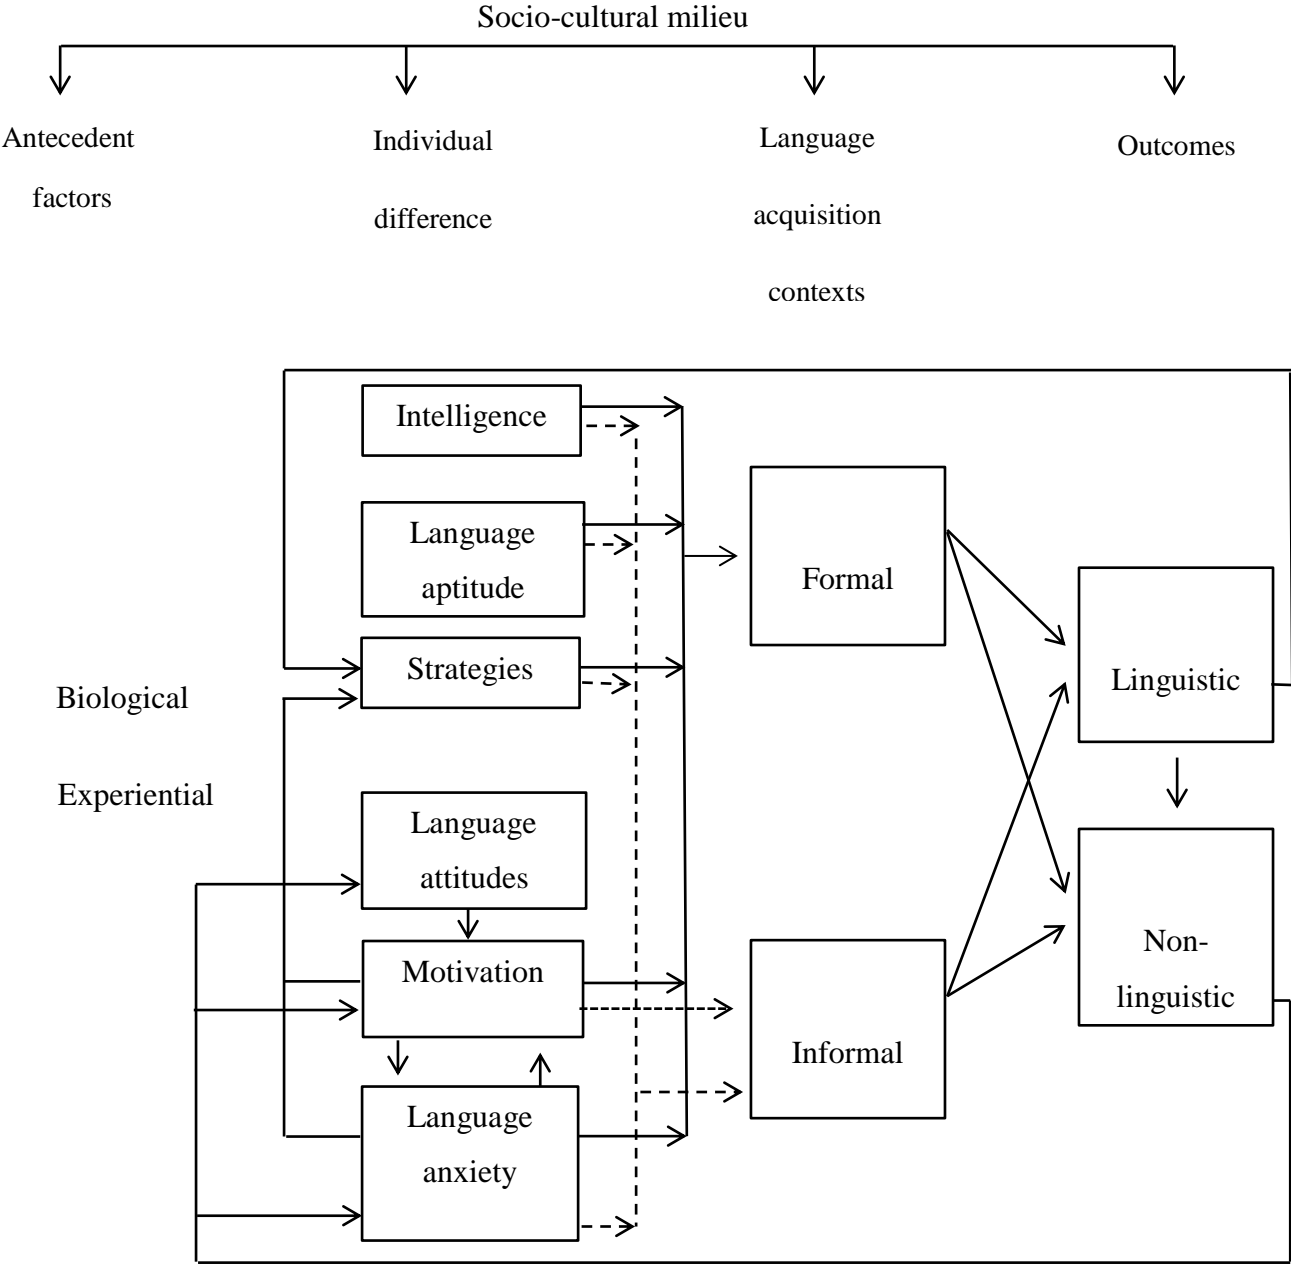 Socio-cultural milieu
Antecedent
factors
Individual
difference
Language
acquisition
contexts
Outcomes
Intelligence
Language
aptitude
Strategies
Biological
Experiential
Language
attitudes
Motivation
Language
anxiety
Formal
Informal
Linguistic
Non-
linguistic